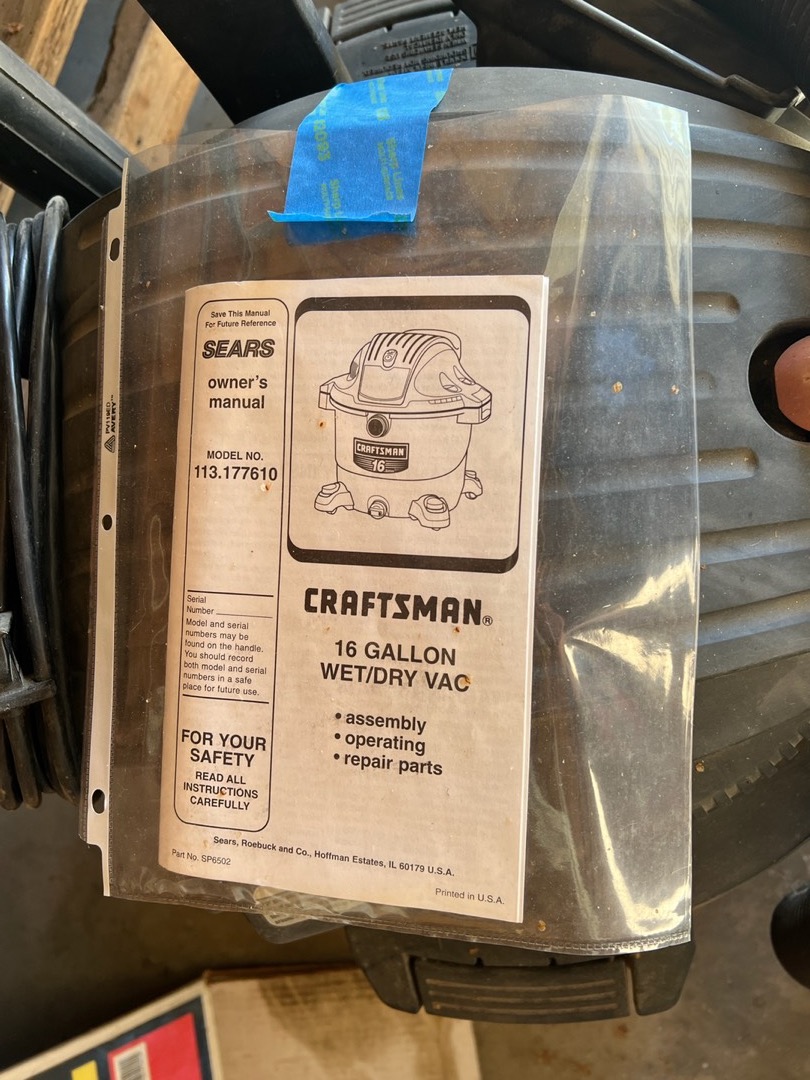 Save This Manual
For Future Reference
SEARS
owner's
manual
MODEL NO.
113.177610
Serial
Number
Model and serial
numbers may be
found on the handle.
You should record
both model and serial
numbers in a safe
place for future use.
FOR YOUR
SAFETY
READ ALL
INSTRUCTIONS
CAREFULLY
CRAFTSMAN
16
CRAFTSMAN®
16 GALLON
WET/DRY VAC
• assembly
• operating
• repair parts
Sears, Roebuck and Co., Hoffman Estates, IL 60179 U.S.A.
Part No. SP6502
Printed in U.S.A.
PV119ED
AVERY